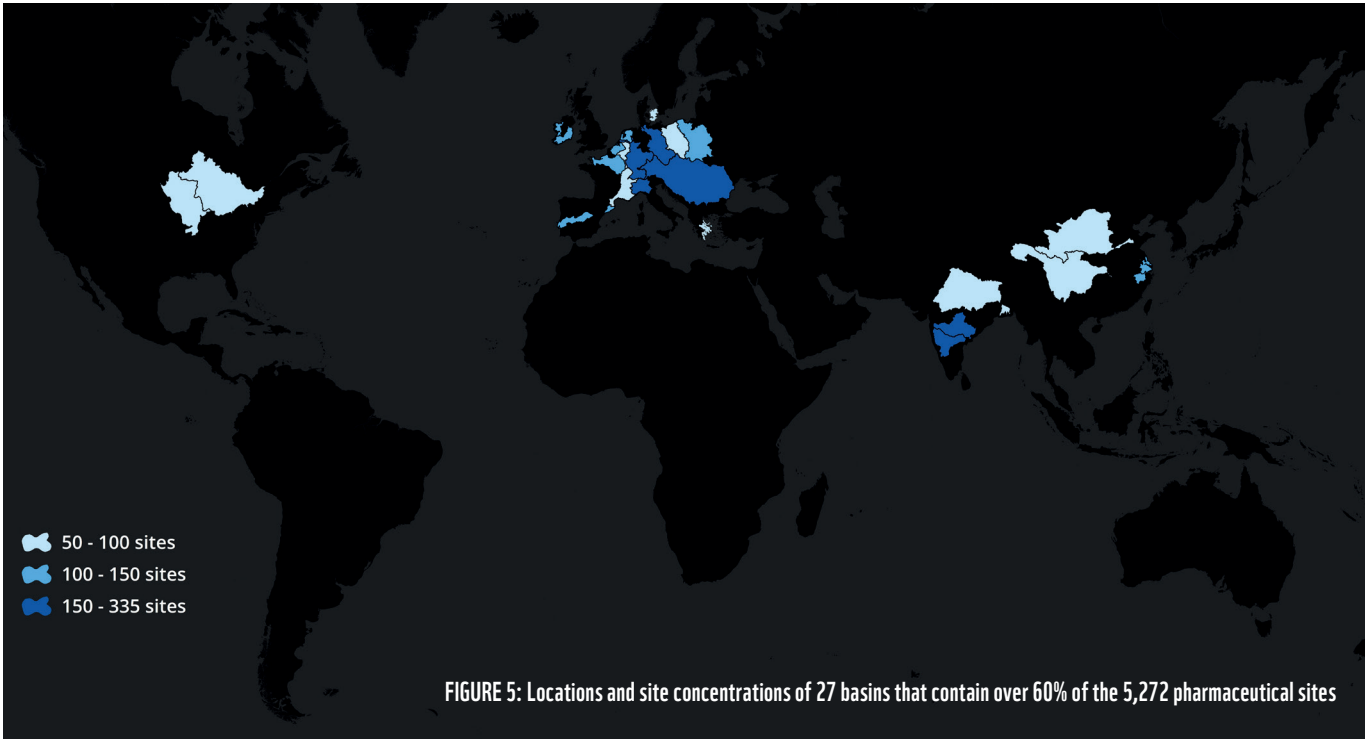 50 - 100 sites
100 - 150 sites
150 - 335 sites
FIGURE 5: Locations and site concentrations of 27 basins that contain over 60% of the 5,272 pharmaceutical sites